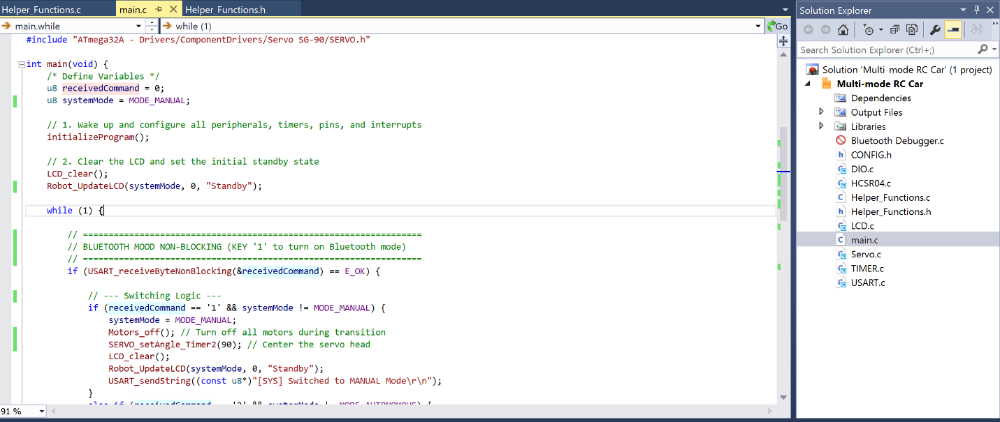 Helper_Functions.c
main.c
Helper_Functions.h
main.while
while (1)
Go
#include "ATmega32A - Drivers/ComponentDrivers/Servo SG-90/SERVO.h"
int main(void) {
/* Define Variables */
u8 receivedCommand = 0;
u8 systemMode = MODE_MANUAL;
// 1. Wake up and configure all peripherals, timers, pins, and interrupts
initializeProgram();
// 2. Clear the LCD and set the initial standby state
LCD_clear();
Robot_UpdateLCD(systemMode, 0, "Standby");
while (1) {
// ==================================================================
// BLUETOOTH MOOD NON-BLOCKING (KEY '1' to turn on Bluetooth mode)
// ==================================================================
if (USART_receiveByteNonBlocking(&receivedCommand) == E_OK) {
// --- Switching Logic ---
if (receivedCommand == '1' && systemMode != MODE_MANUAL) {
systemMode = MODE_MANUAL;
Motors_off(); // Turn off all motors during transition
SERVO_setAngle_Timer2(90); // Center the servo head
LCD_clear();
Robot_UpdateLCD(systemMode, 0, "Standby");
USART_sendString((const u8*)"[SYS] Switched to MANUAL Mode\r\n");
}
else if (receivedCommand == '2' && systemMode != MODE_AUTONOMOUS) {
91 %
Solution Explorer
Search Solution Explorer (Ctrl+;)
Solution 'Multi-mode RC Car' (1 project)
Multi-mode RC Car
Dependencies
Output Files
Libraries
Bluetooth Debugger.c
CONFIG.h
DIO.c
HCSR04.c
Helper_Functions.c
Helper_Functions.h
LCD.c
main.c
Servo.c
TIMER.c
USART.c